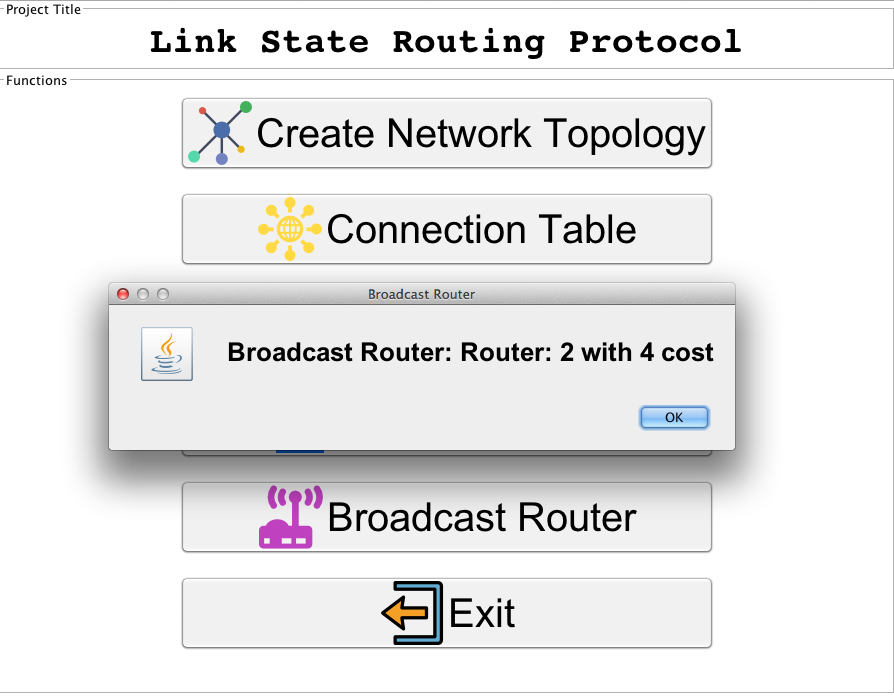 Project Title
Link State Routing Protocol
Functions
Create Network Topology
Connection Table
Broadcast Router
Broadcast Router: Router: 2 with 4 cost
OK
Broadcast Router
Exit